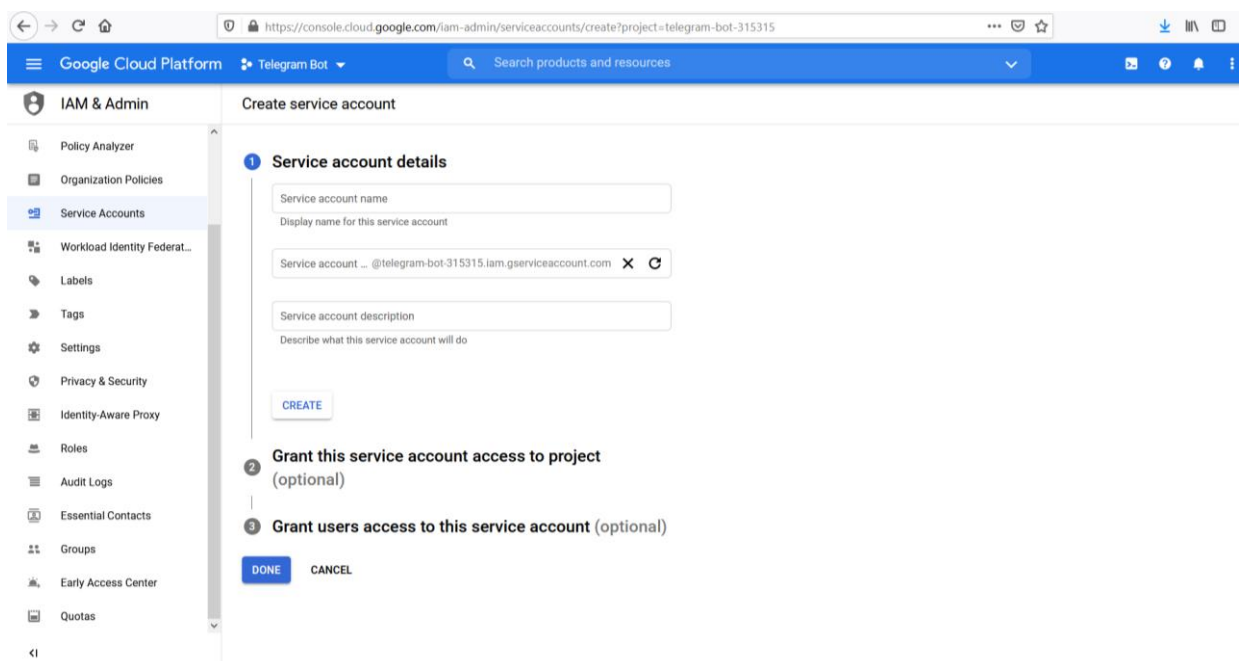 https://console.cloud.google.com/iam-admin/serviceaccounts/create?project=telegram-bot-315315
Google Cloud Platform
Telegram Bot
Search products and resources
IAM & Admin
Create service account
Policy Analyzer
Organization Policies
Service Accounts
Workload Identity Federat...
Labels
Tags
Settings
Privacy & Security
Identity-Aware Proxy
Roles
Audit Logs
Essential Contacts
Groups
Early Access Center
Quotas
1 Service account details
Service account name
Display name for this service account
Service account ... @telegram-bot-315315.iam.gserviceaccount.com
Service account description
Describe what this service account will do
CREATE
2 Grant this service account access to project
(optional)
3 Grant users access to this service account (optional)
DONE CANCEL